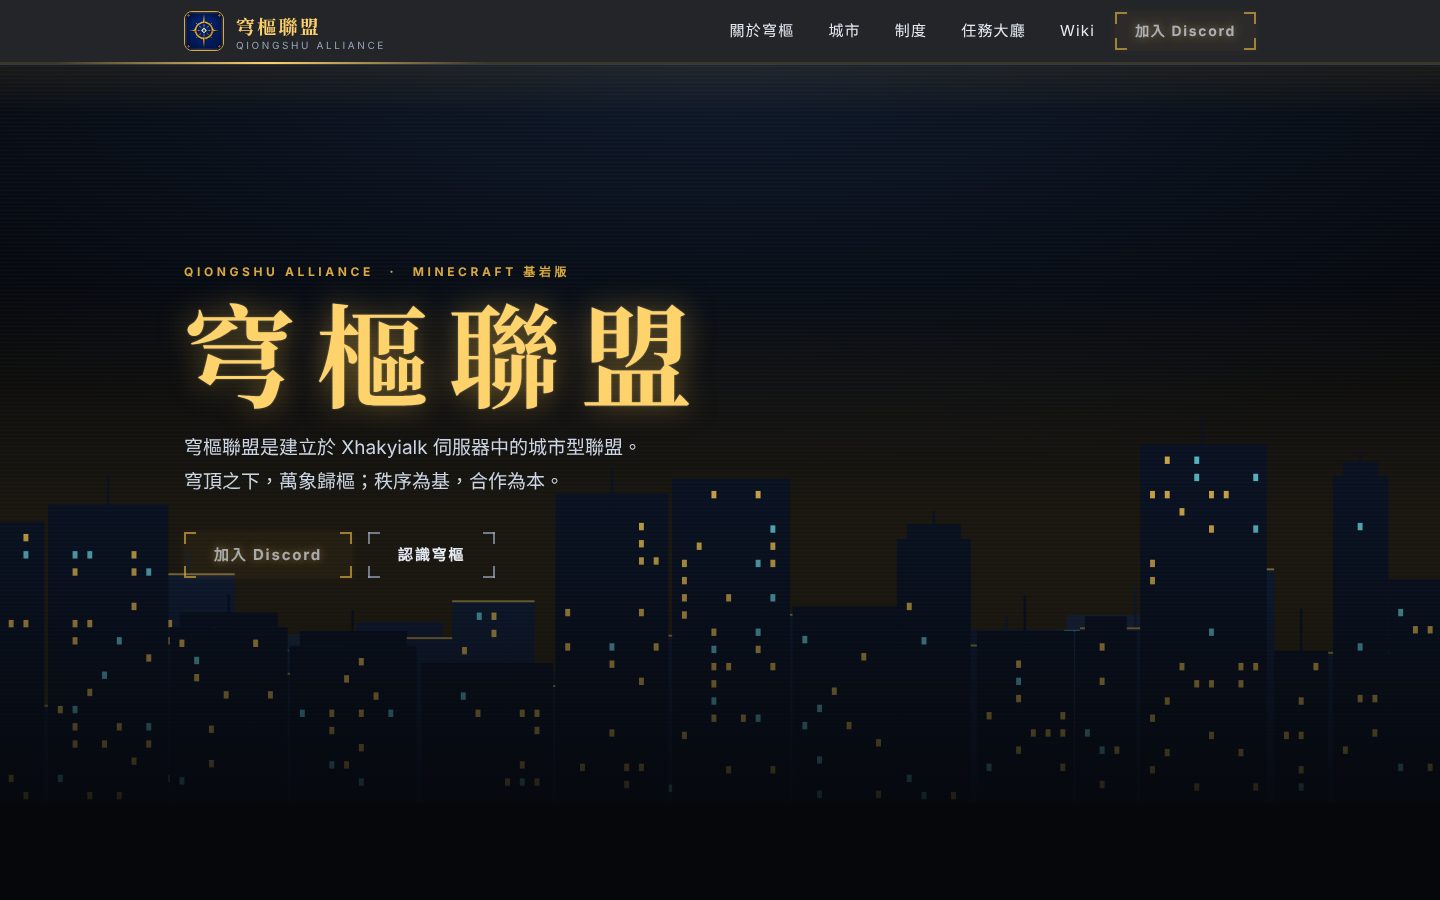 穹樞聯盟
QIONGSHU ALLIANCE
關於穹樞
城市
制度
任務大廳
Wiki
加入 Discord
QIONGSHU ALLIANCE · MINECRAFT 基岩版
穹樞聯盟
穹樞聯盟是建立於 Xhakyialk 伺服器中的城市型聯盟。
穹頂之下，萬象歸樞；秩序為基，合作為本。
加入 Discord
認識穹樞